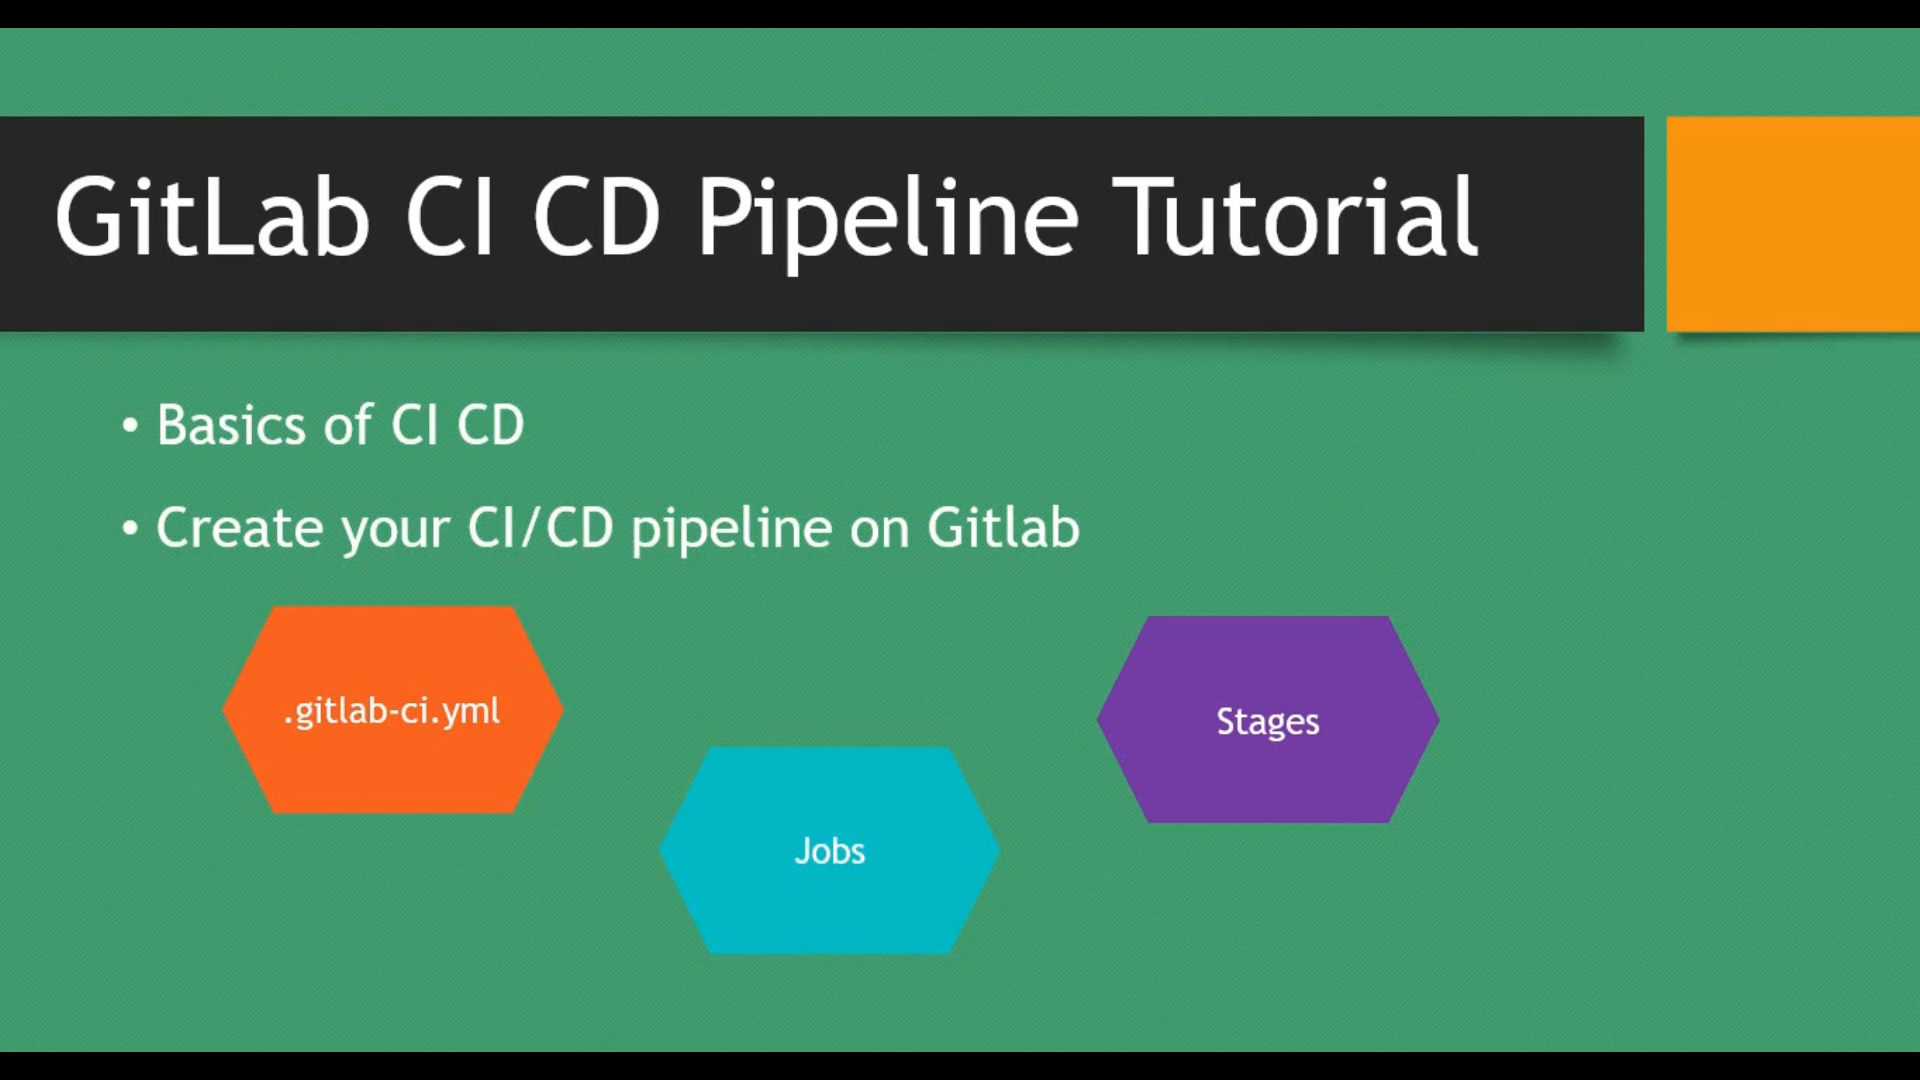 GitLab CI CD Pipeline Tutorial
• Basics of CI CD
• Create your CI/CD pipeline on Gitlab
.gitlab-ci.yml
Stages
Jobs